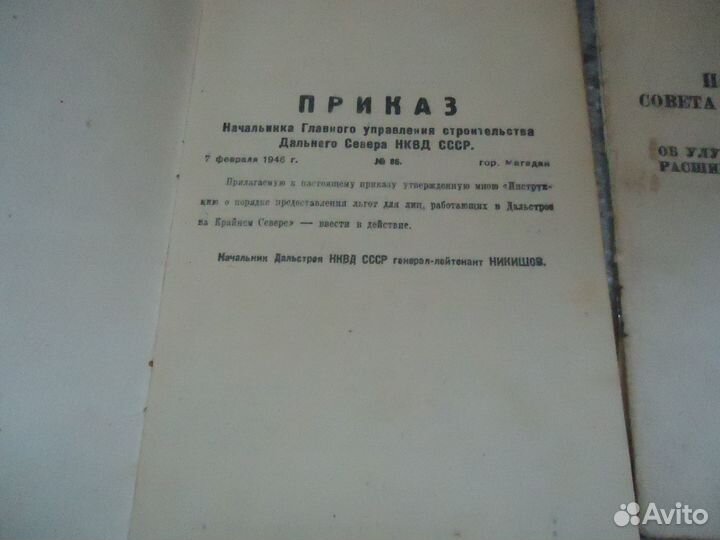 ПРИКАЗ
Начальника Главного управления строительства
Дальнего Севера НКВД СССР.
7 февраля 1946 г. № 86. гор. Магадан
Прилагаемую к настоящему приказу утвержденную мною «Инструк-
цию о порядке предоставления льгот для лиц, работающих в Дальстрое
на Крайнем Севере» — ввести в действие.
Начальник Дальстроя НКВД СССР генерал-лейтенант НИКИШОВ.
П
СОВЕТА
ОБ УЛУ
РАСШИ
Avito